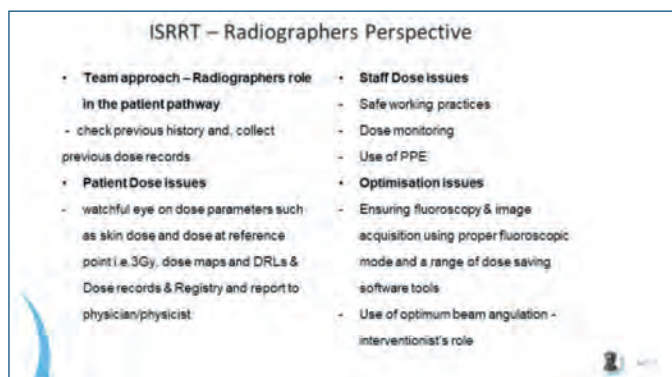 ISRRT – Radiographers Perspective
• Team approach – Radiographers role
in the patient pathway
- check previous history and, collect
previous dose records
• Patient Dose issues
- watchful eye on dose parameters such
as skin dose and dose at reference
point i.e.3Gy, dose maps and DRLs &
Dose records & Registry and report to
physician/physicist
• Staff Dose issues
- Safe working practices
- Dose monitoring
- Use of PPE
• Optimisation issues
- Ensuring fluoroscopy & image
acquisition using proper fluoroscopic
mode and a range of dose saving
software tools
- Use of optimum beam angulation -
interventionist's role